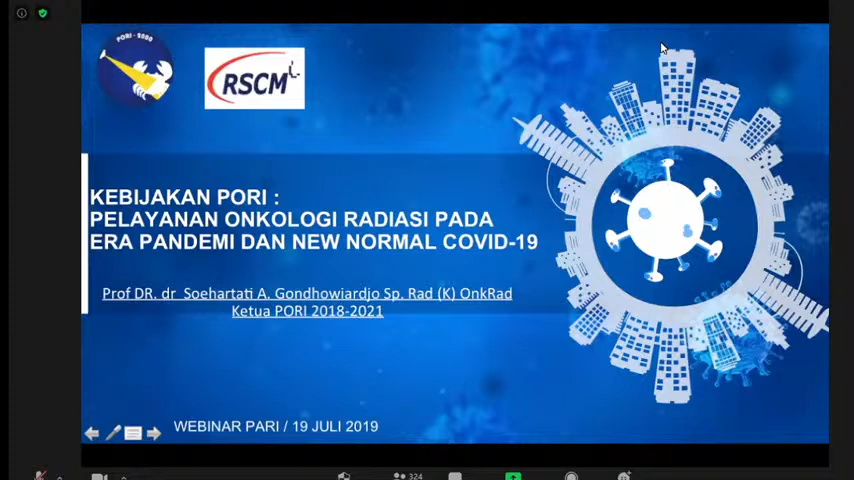 PORI-2000
RSCM
KEBIJAKAN PORI :
PELAYANAN ONKOLOGI RADIASI PADA
ERA PANDEMI DAN NEW NORMAL COVID-19
Prof DR. dr Soehartati A. Gondhowiardjo Sp. Rad (K) OnkRad
Ketua PORI 2018-2021
WEBINAR PARI / 19 JULI 2019
324